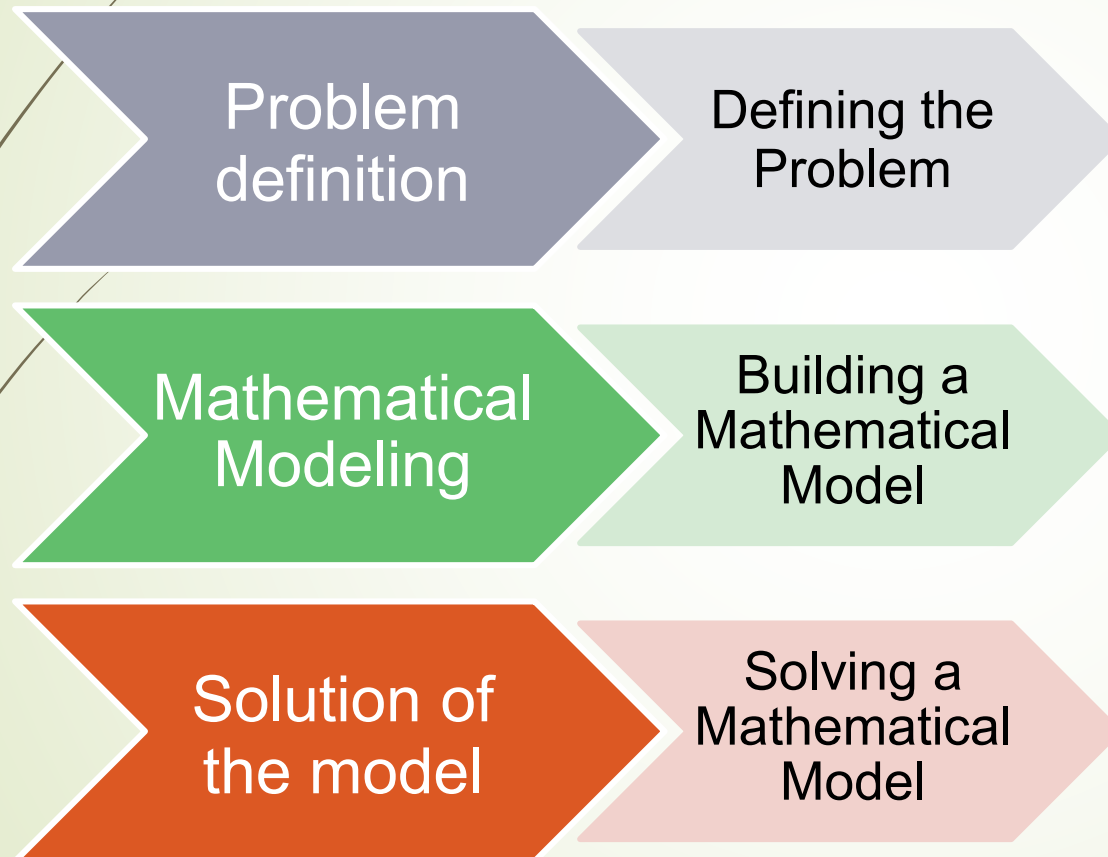 Problem
definition
Defining the
Problem
Mathematical
Modeling
Building a
Mathematical
Model
Solution of
the model
Solving a
Mathematical
Model